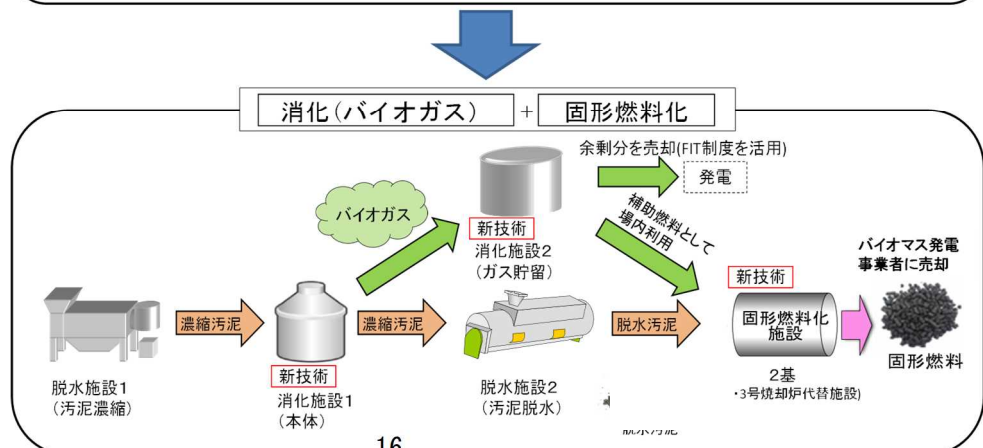 消化(バイオガス)
+
固形燃料化
余剰分を売却(FIT制度を活用)
発電
バイオガス
補助燃料として
場内利用
新技術
消化施設2
(ガス貯留)
バイオマス発電
事業者に売却
新技術
濃縮汚泥
濃縮汚泥
脱水汚泥
固形燃料化
施設
固形燃料
脱水施設1
(汚泥濃縮)
新技術
消化施設1
(本体)
脱水施設2
(汚泥脱水)
2基
・3号焼却炉代替施設)
16